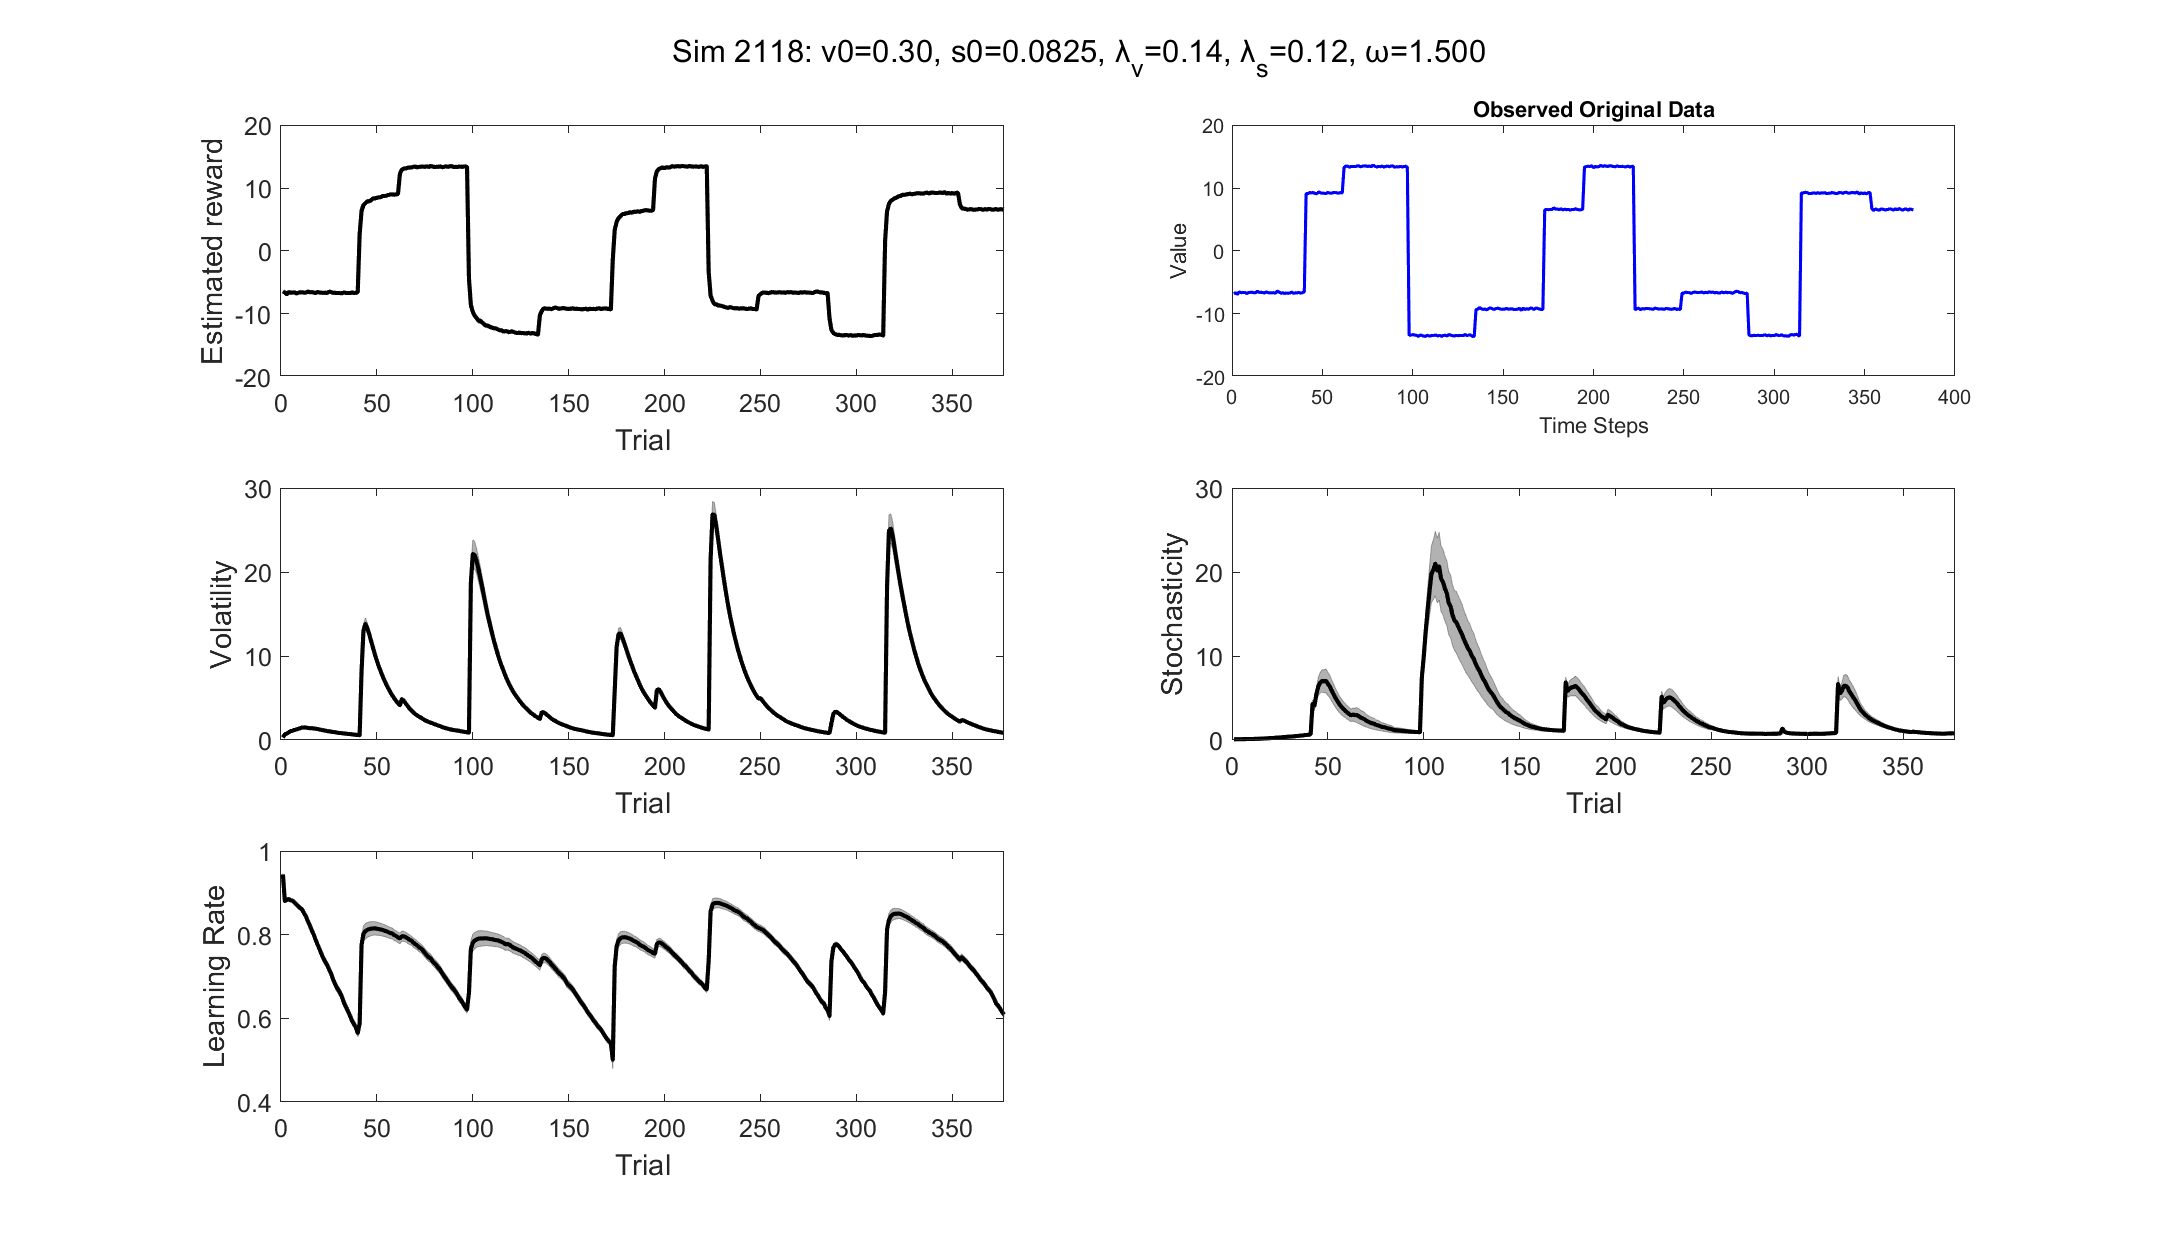 Sim 2118: v0=0.30, s0=0.0825, λ_v=0.14, λ_s=0.12, ω=1.500
Estimated reward
20
10
0
-10
-20
0 50 100 150 200 250 300 350
Trial
Observed Original Data
Value
20
10
0
-10
-20
0 50 100 150 200 250 300 350 400
Time Steps
Volatility
30
20
10
0
0 50 100 150 200 250 300 350
Trial
Stochasticity
30
20
10
0
0 50 100 150 200 250 300 350
Trial
Learning Rate
1
0.8
0.6
0.4
0 50 100 150 200 250 300 350
Trial